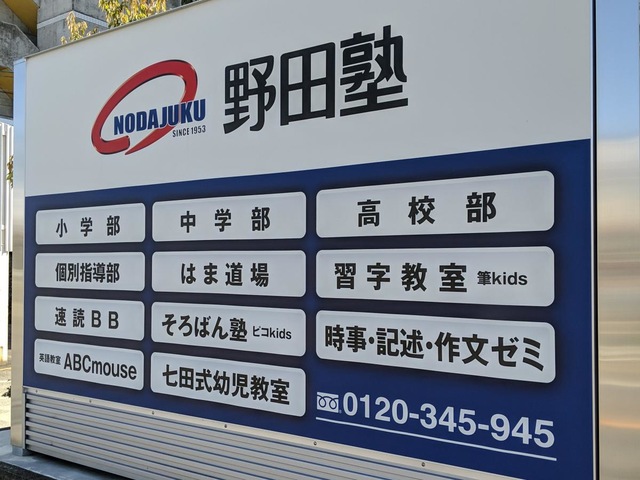 NODAJUKU
SINCE 1953
野田塾
小学部
中学部
高校部
個別指導部
はま道場
習字教室 筆kids
速読BB
そろばん塾 ピコkids
時事・記述・作文ゼミ
英語教室 ABCmouse
七田式幼児教室
0120-345-945